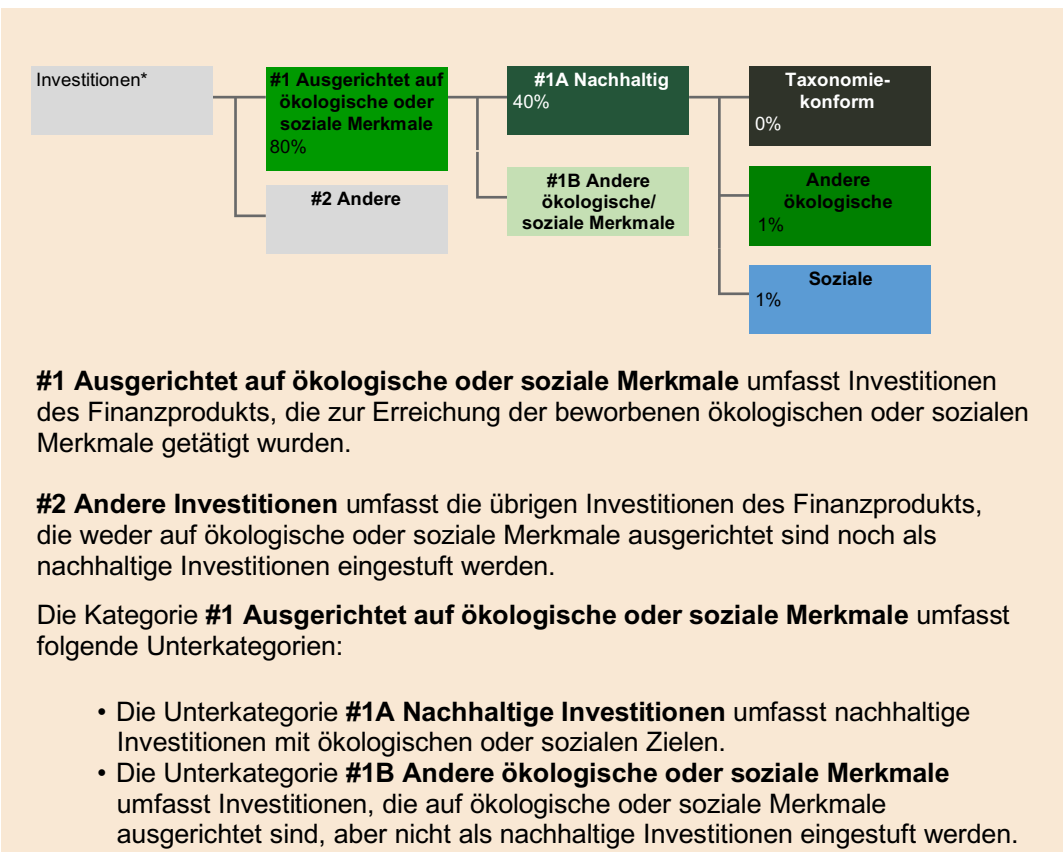 Investitionen*
#1 Ausgerichtet auf
ökologische oder
soziale Merkmale
80%
#2 Andere
#1A Nachhaltig
40%
#1B Andere
ökologische/
soziale Merkmale
Taxonomie-
konform
0%
Andere
ökologische
1%
Soziale
1%
#1 Ausgerichtet auf ökologische oder soziale Merkmale umfasst Investitionen
des Finanzprodukts, die zur Erreichung der beworbenen ökologischen oder sozialen
Merkmale getätigt wurden.
#2 Andere Investitionen umfasst die übrigen Investitionen des Finanzprodukts,
die weder auf ökologische oder soziale Merkmale ausgerichtet sind noch als
nachhaltige Investitionen eingestuft werden.
Die Kategorie #1 Ausgerichtet auf ökologische oder soziale Merkmale umfasst
folgende Unterkategorien:
• Die Unterkategorie #1A Nachhaltige Investitionen umfasst nachhaltige
Investitionen mit ökologischen oder sozialen Zielen.
• Die Unterkategorie #1B Andere ökologische oder soziale Merkmale
umfasst Investitionen, die auf ökologische oder soziale Merkmale
ausgerichtet sind, aber nicht als nachhaltige Investitionen eingestuft werden.